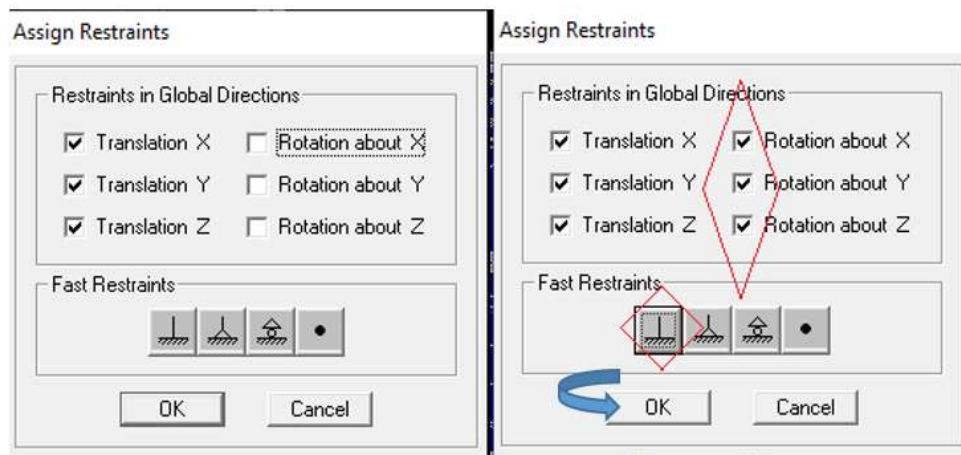 Assign Restraints
Restraints in Global Directions
Translation X Rotation about X
Translation Y Rotation about Y
Translation Z Rotation about Z
Fast Restraints
OK Cancel
Assign Restraints
Restraints in Global Directions
Translation X Rotation about X
Translation Y Rotation about Y
Translation Z Rotation about Z
Fast Restraints
OK Cancel